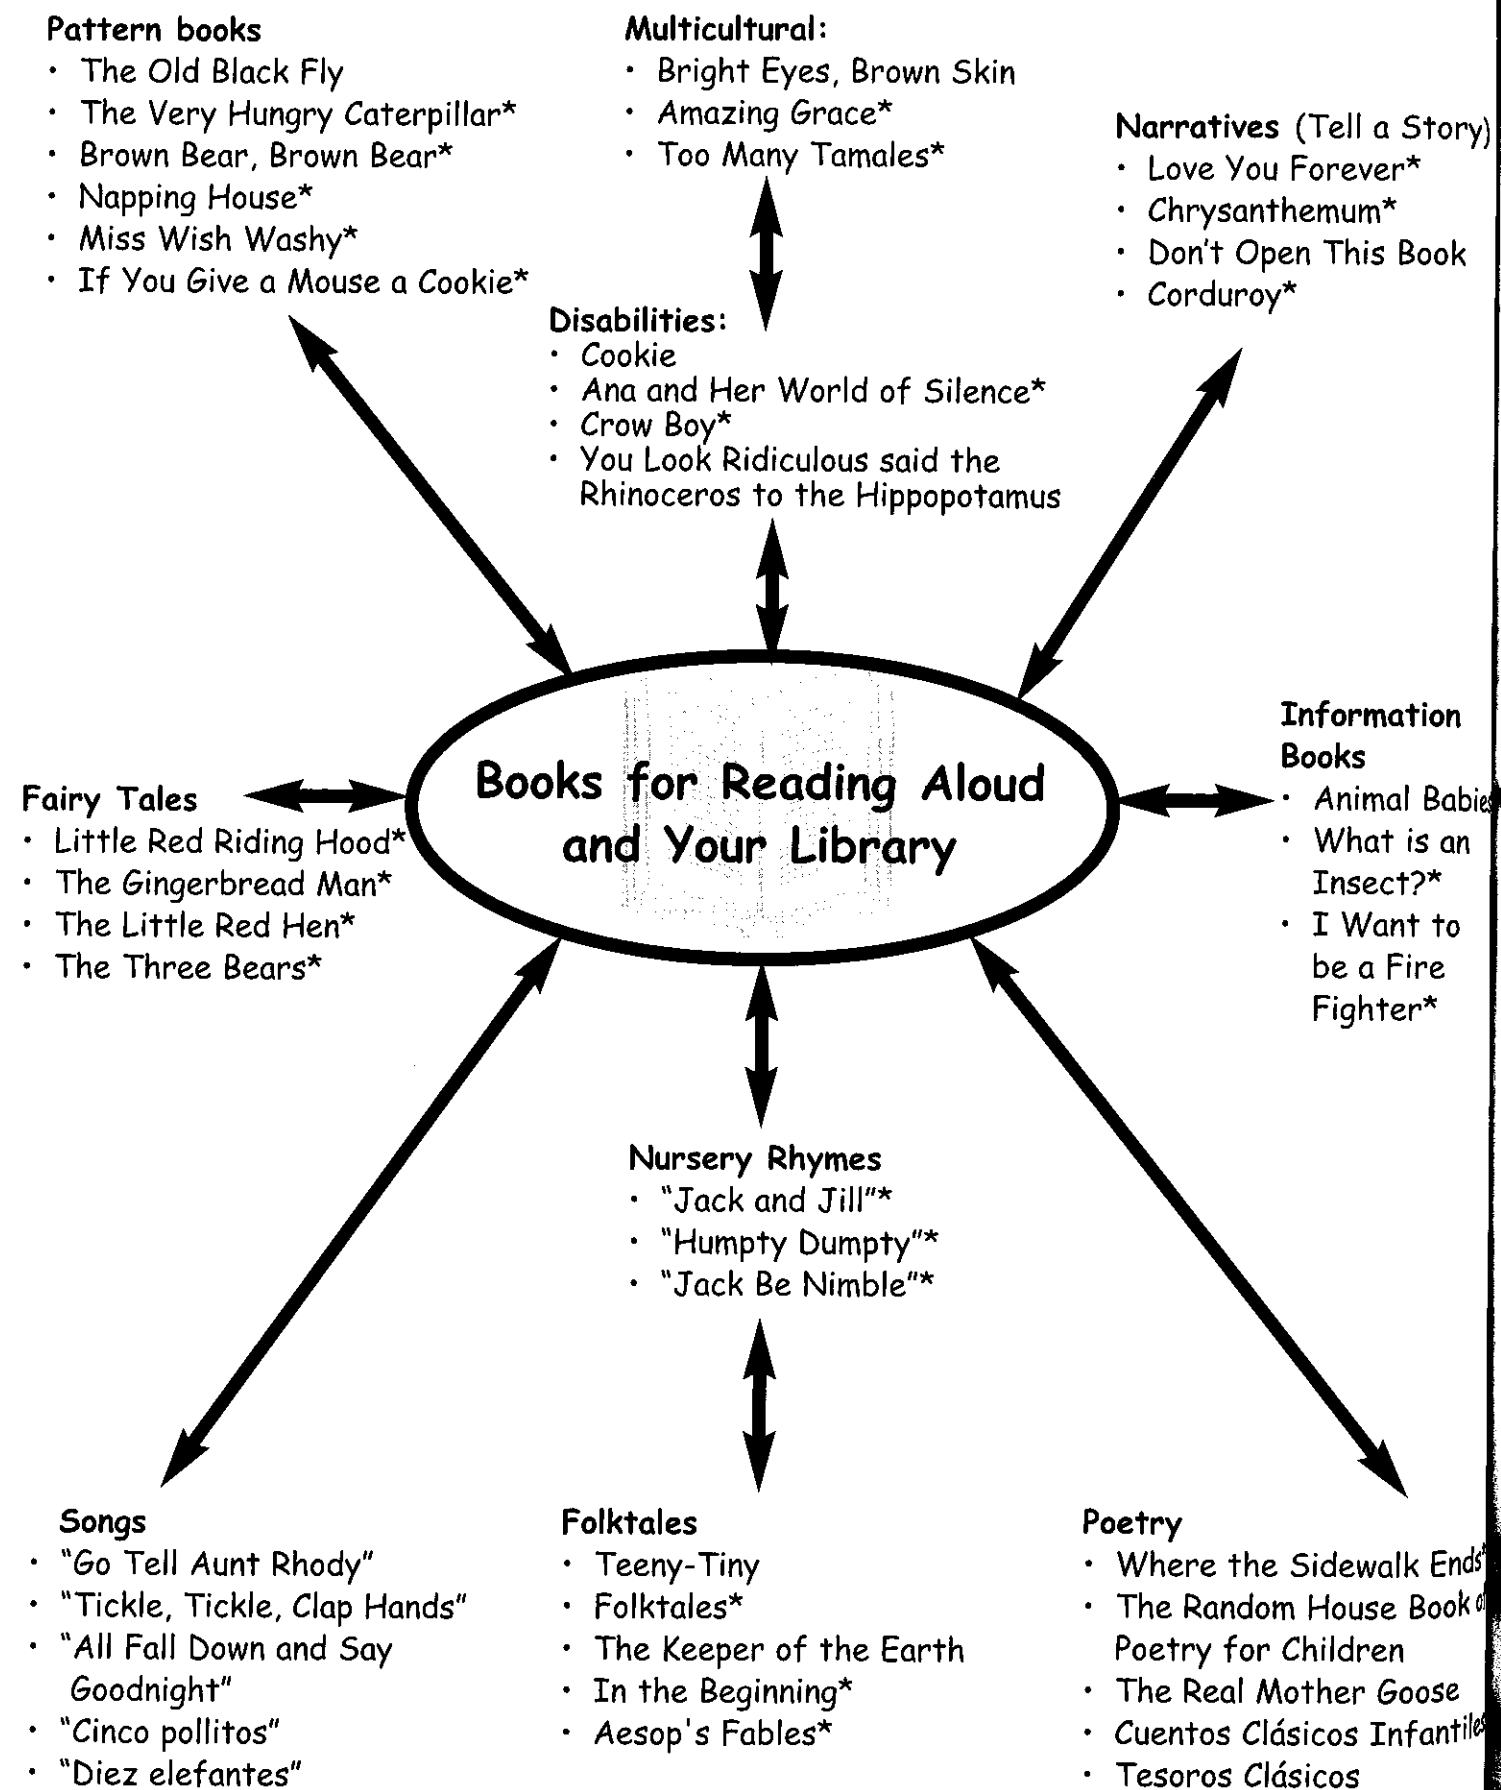 Pattern books
· The Old Black Fly
· The Very Hungry Caterpillar*
· Brown Bear, Brown Bear*
· Napping House*
· Miss Wish Washy*
· If You Give a Mouse a Cookie*
Multicultural:
· Bright Eyes, Brown Skin
· Amazing Grace*
· Too Many Tamales*
Narratives (Tell a Story)
· Love You Forever*
· Chrysanthemum*
· Don't Open This Book
· Corduroy*
Disabilities:
· Cookie
· Ana and Her World of Silence*
· Crow Boy*
· You Look Ridiculous said the
Rhinoceros to the Hippopotamus
Books for Reading Aloud
and Your Library
Fairy Tales
· Little Red Riding Hood*
· The Gingerbread Man*
· The Little Red Hen*
· The Three Bears*
Information
Books
· Animal Babies
· What is an
Insect?*
· I Want to
be a Fire
Fighter*
Nursery Rhymes
· "Jack and Jill"*
· "Humpty Dumpty"*
· "Jack Be Nimble"*
Songs
· "Go Tell Aunt Rhody"
· "Tickle, Tickle, Clap Hands"
· "All Fall Down and Say
Goodnight"
· "Cinco pollitos"
· "Diez elefantes"
Folktales
· Teeny-Tiny
· Folktales*
· The Keeper of the Earth
· In the Beginning*
· Aesop's Fables*
Poetry
· Where the Sidewalk Ends*
· The Random House Book of
Poetry for Children
· The Real Mother Goose
· Cuentos Clásicos Infantiles
· Tesoros Clásicos